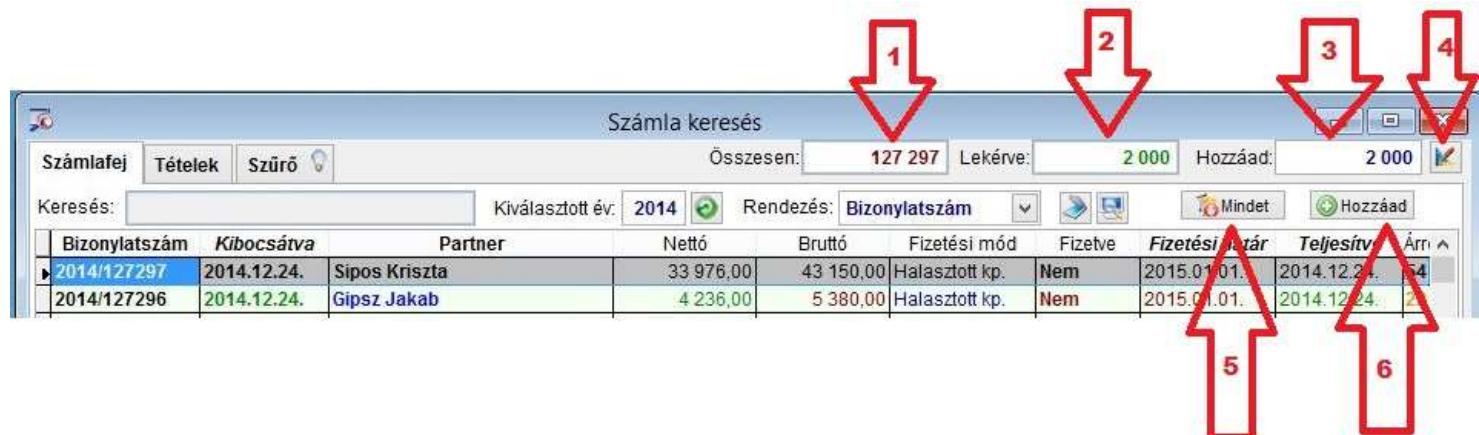 1 2 3 4
Számla keresés
Számlafej Tételek Szűrő Összesen: 127 297 Lekérve: 2 000 Hozzáad: 2 000
Keresés: Kiválasztott év: 2014 Rendezés: Bizonylatszám Mindet Hozzáad
Bizonylatszám Kibocsátva Partner Nettó Bruttó Fizetési mód Fizetve Fizetési Teljesítve
2014/127297 2014.12.24. Sipos Kriszta 33 976,00 43 150,00 Halasztott kp. Nem 2015.01.01. 2014.12.24. 54
2014/127296 2014.12.24. Gipsz Jakab 4 236,00 5 380,00 Halasztott kp. Nem 2015.01.01. 2014.12.24.
5 6